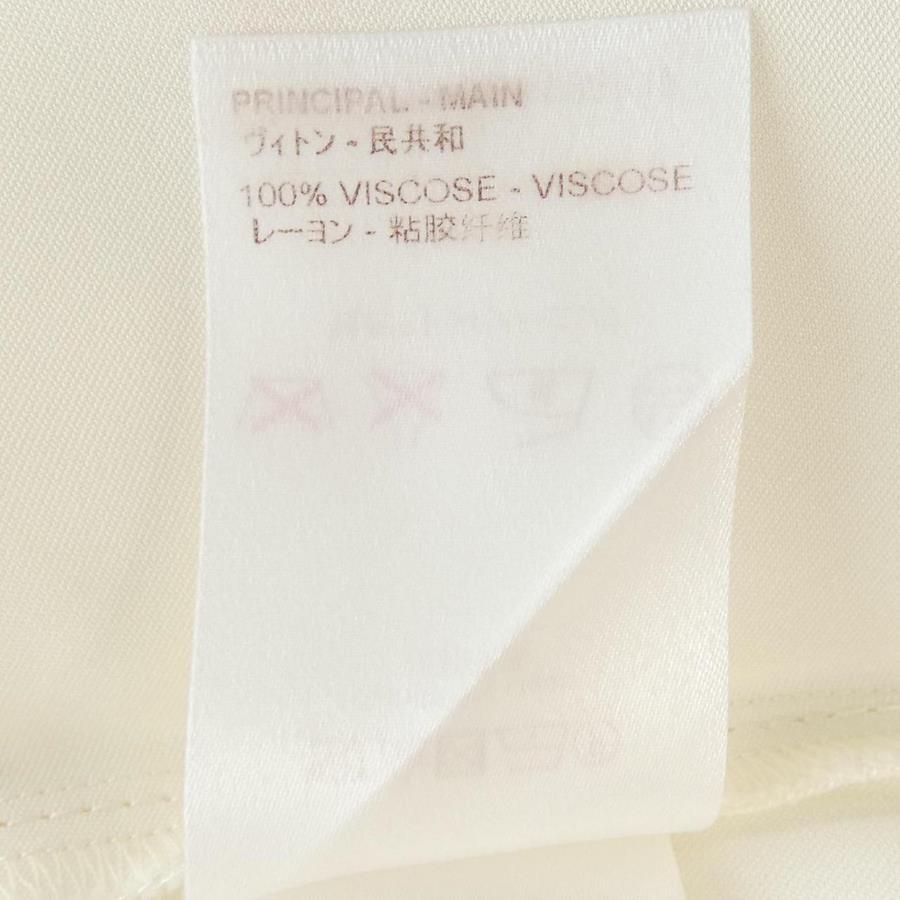 PRINCIPAL - MAIN
ヴィトン - 民共和
100% VISCOSE - VISCOSE
レーヨン - 粘胶纤维